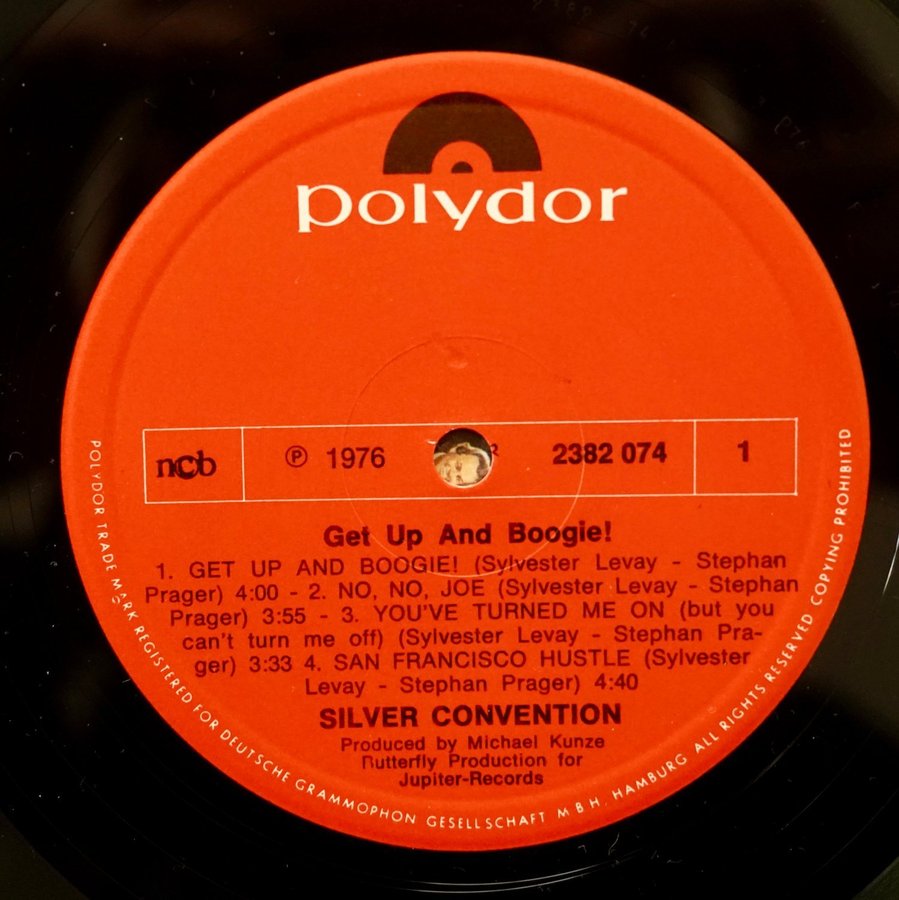 polydor
ncb ℗ 1976 R 2382 074 1
Get Up And Boogie!
1. GET UP AND BOOGIE! (Sylvester Levay - Stephan
Prager) 4:00 - 2. NO, NO, JOE (Sylvester Levay - Stephan
Prager) 3:55 - 3. YOU'VE TURNED ME ON (but you
can't turn me off) (Sylvester Levay - Stephan Pra-
ger) 3:33 4. SAN FRANCISCO HUSTLE (Sylvester
Levay - Stephan Prager) 4:40
SILVER CONVENTION
Produced by Michael Kunze
Butterfly Production for
Jupiter-Records
POLYDOR TRADE MARK REGISTERED FOR DEUTSCHE GRAMMOPHON GESELLSCHAFT M B H. HAMBURG ALL RIGHTS RESERVED COPYING PROHIBITED